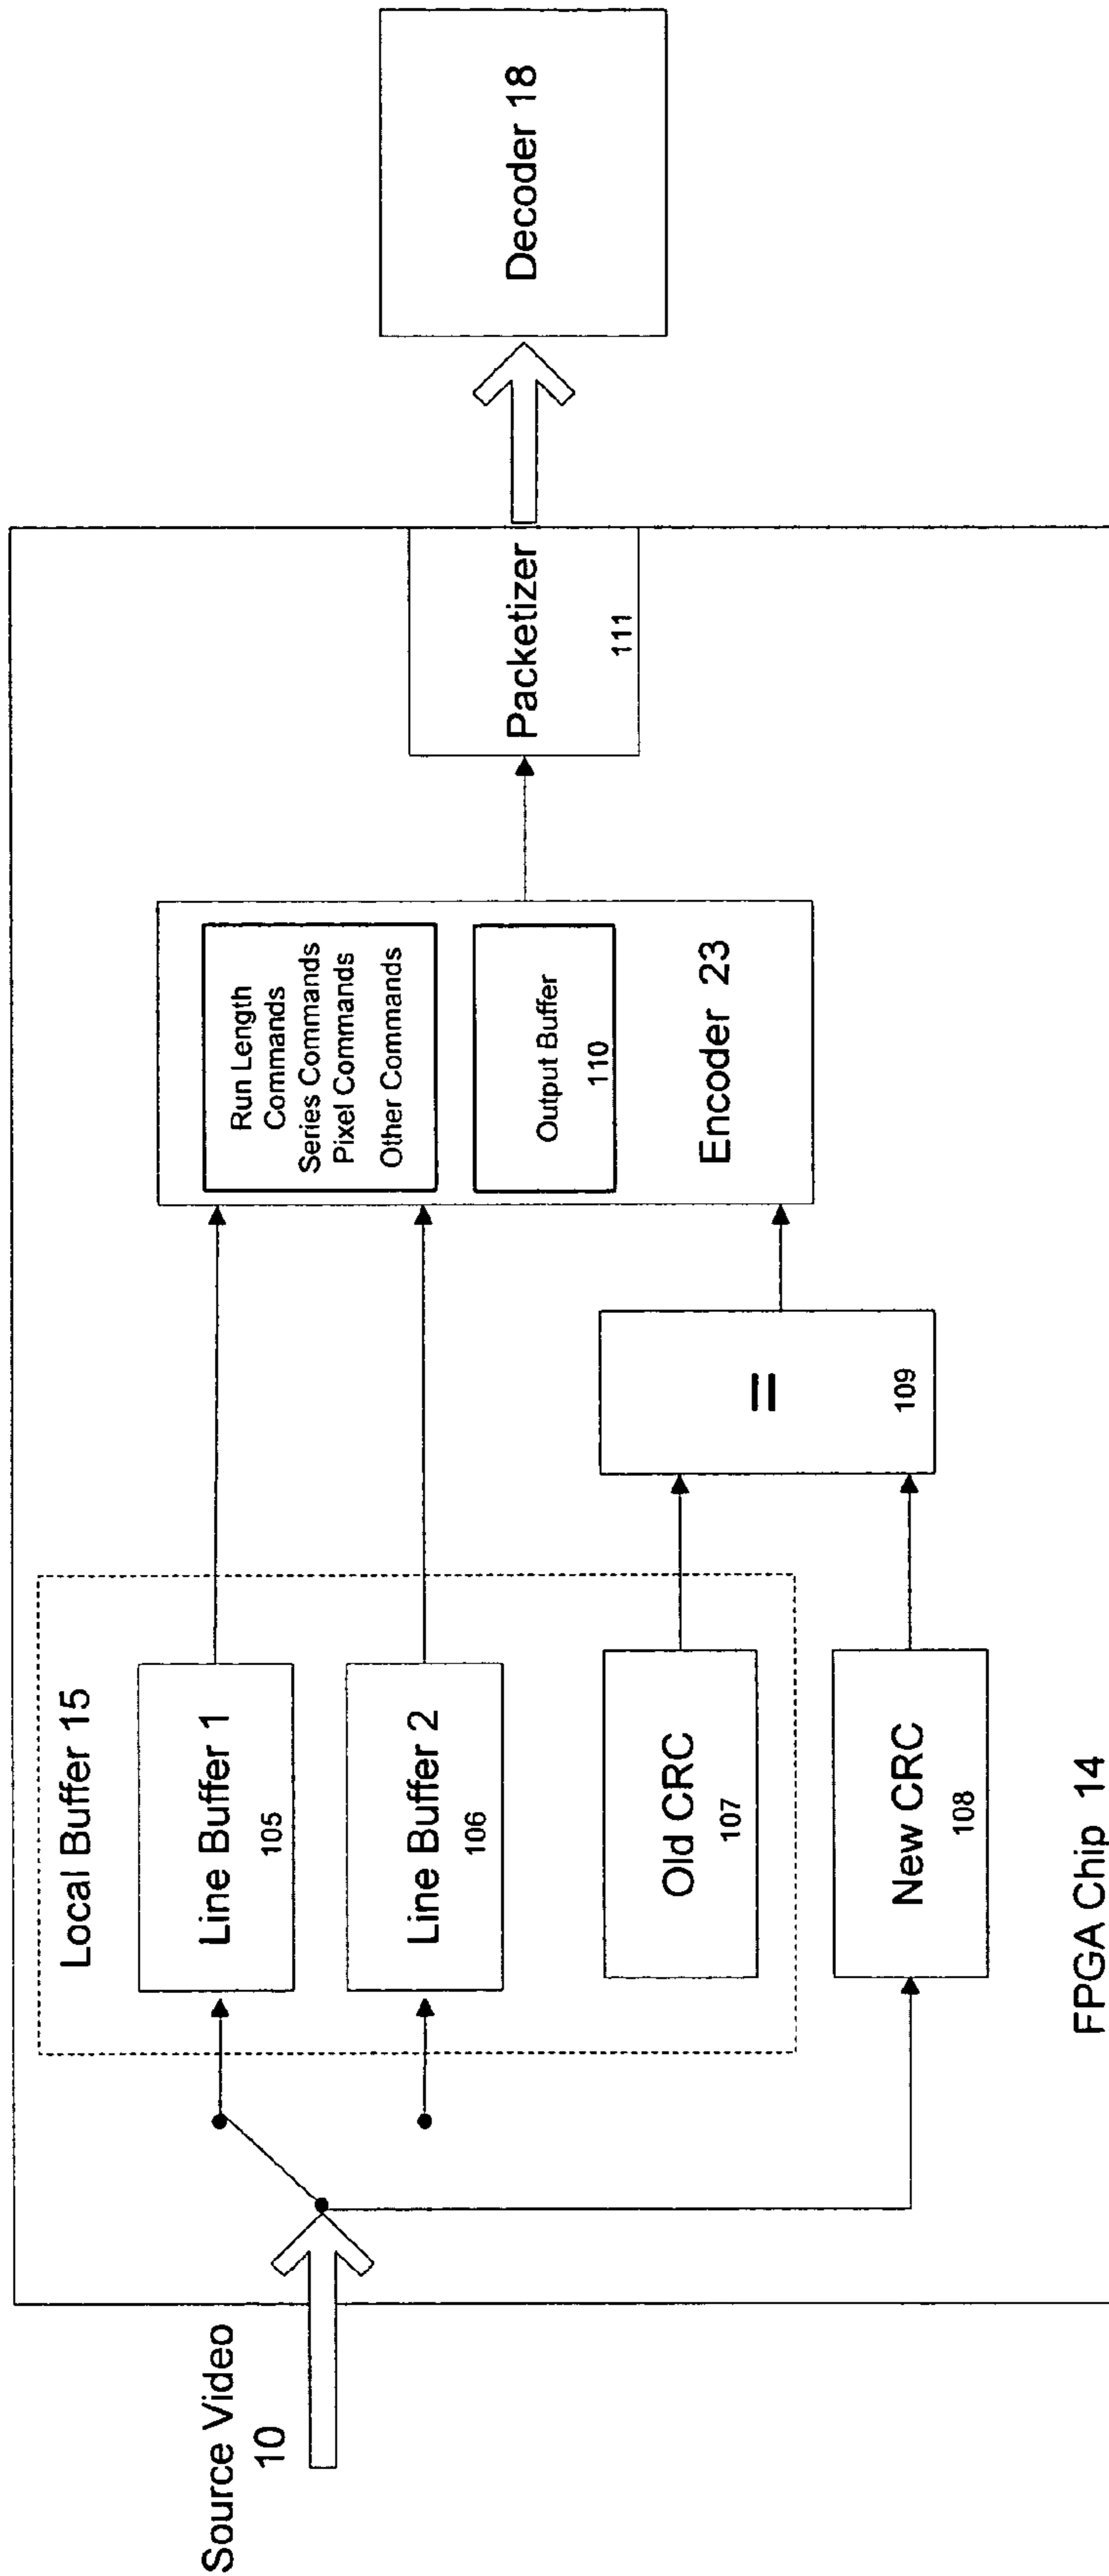 Source Video
10
Local Buffer 15
Line Buffer 1
105
Line Buffer 2
106
Old CRC
107
New CRC
108
=
109
Run Length
Commands
Series Commands
Pixel Commands
Other Commands
Output Buffer
110
Encoder 23
Packetizer
111
Decoder 18
FPGA Chip 14